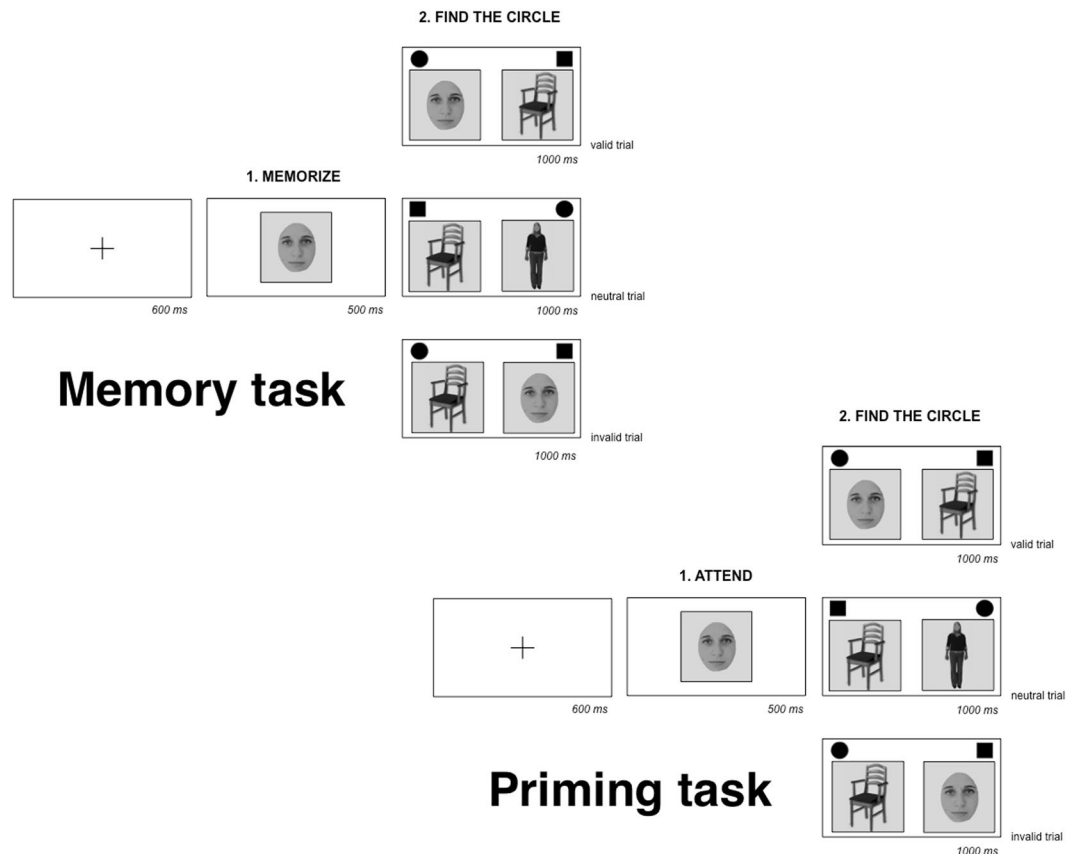 2. FIND THE CIRCLE
valid trial
1000 ms
1. MEMORIZE
600 ms
500 ms
neutral trial
1000 ms
Memory task
invalid trial
1000 ms
2. FIND THE CIRCLE
valid trial
1000 ms
1. ATTEND
600 ms
500 ms
neutral trial
1000 ms
Priming task
invalid trial
1000 ms